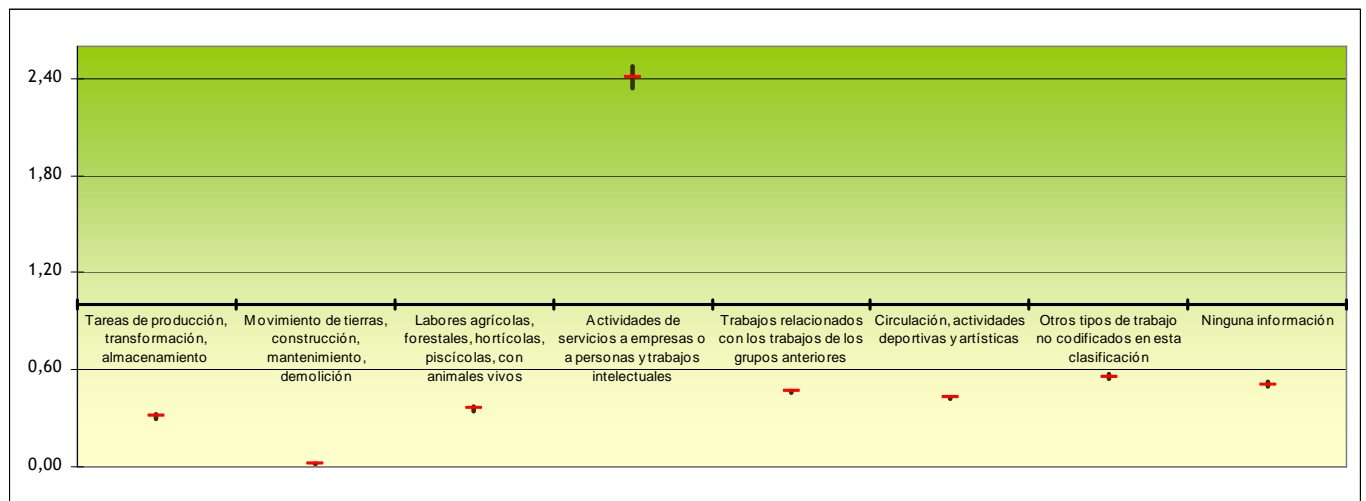 2,40
1,80
1,20
0,60
0,00
Tareas de producción,
transformación,
almacenamiento
Movimiento de tierras,
construcción,
mantenimiento,
demolición
Labores agrícolas,
forestales, hortícolas,
piscícolas, con
animales vivos
Actividades de
servicios a empresas o
a personas y trabajos
intelectuales
Trabajos relacionados
con los trabajos de los
grupos anteriores
Circulación, actividades
deportivas y artísticas
Otros tipos de trabajo
no codificados en esta
clasificación
Ninguna información